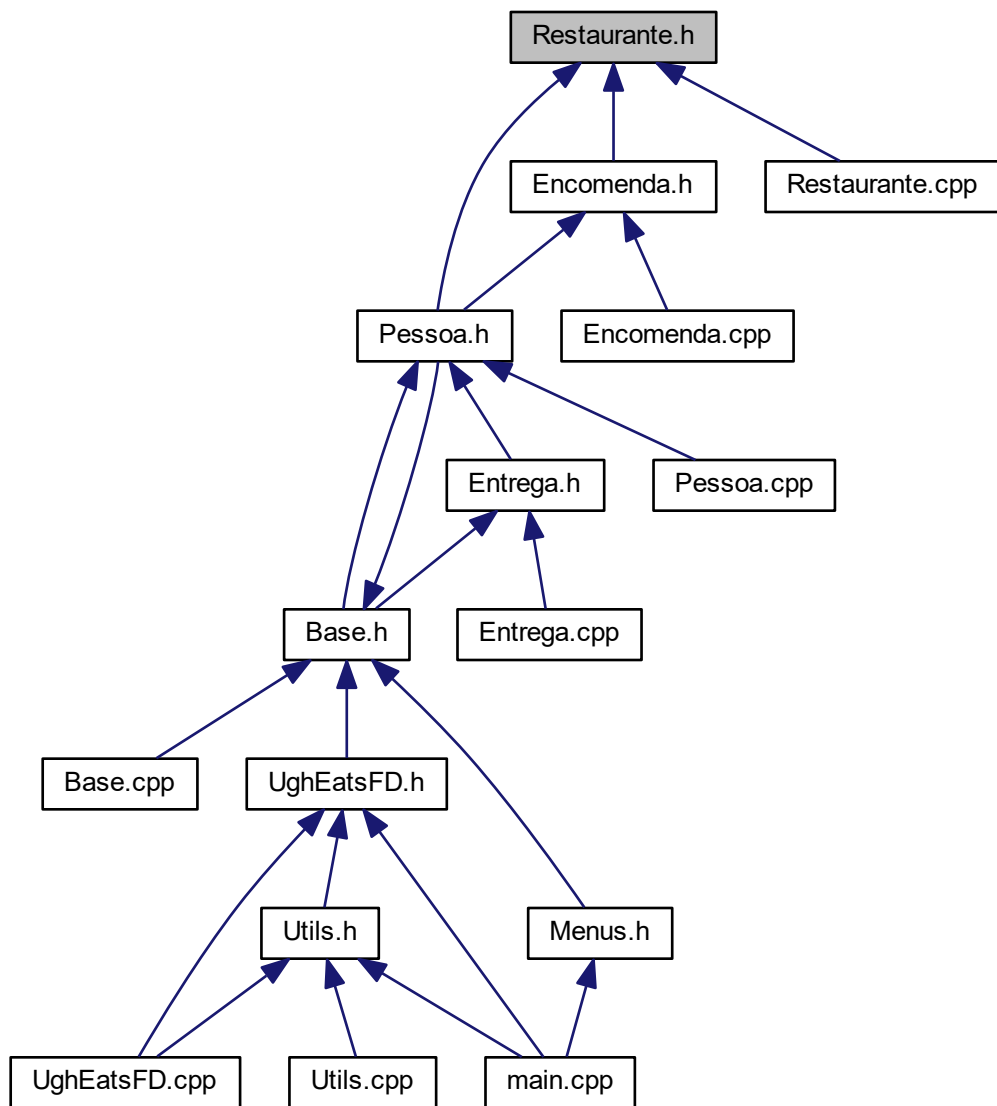 Restaurante.h
Encomenda.h
Restaurante.cpp
Pessoa.h
Encomenda.cpp
Entrega.h
Pessoa.cpp
Base.h
Entrega.cpp
Base.cpp
UghEatsFD.h
Utils.h
Menus.h
UghEatsFD.cpp
Utils.cpp
main.cpp